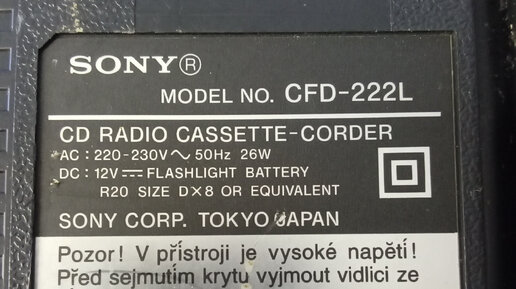 SONY®
MODEL NO. CFD-222L
CD RADIO CASSETTE-CORDER
AC : 220-230V ∼ 50Hz 26W
DC : 12V ⎓ FLASHLIGHT BATTERY
R20 SIZE D×8 OR EQUIVALENT
SONY CORP. TOKYO JAPAN
Pozor! V přístroji je vysoké napětí!
Před sejmutím krytu vyjmout vidlici ze